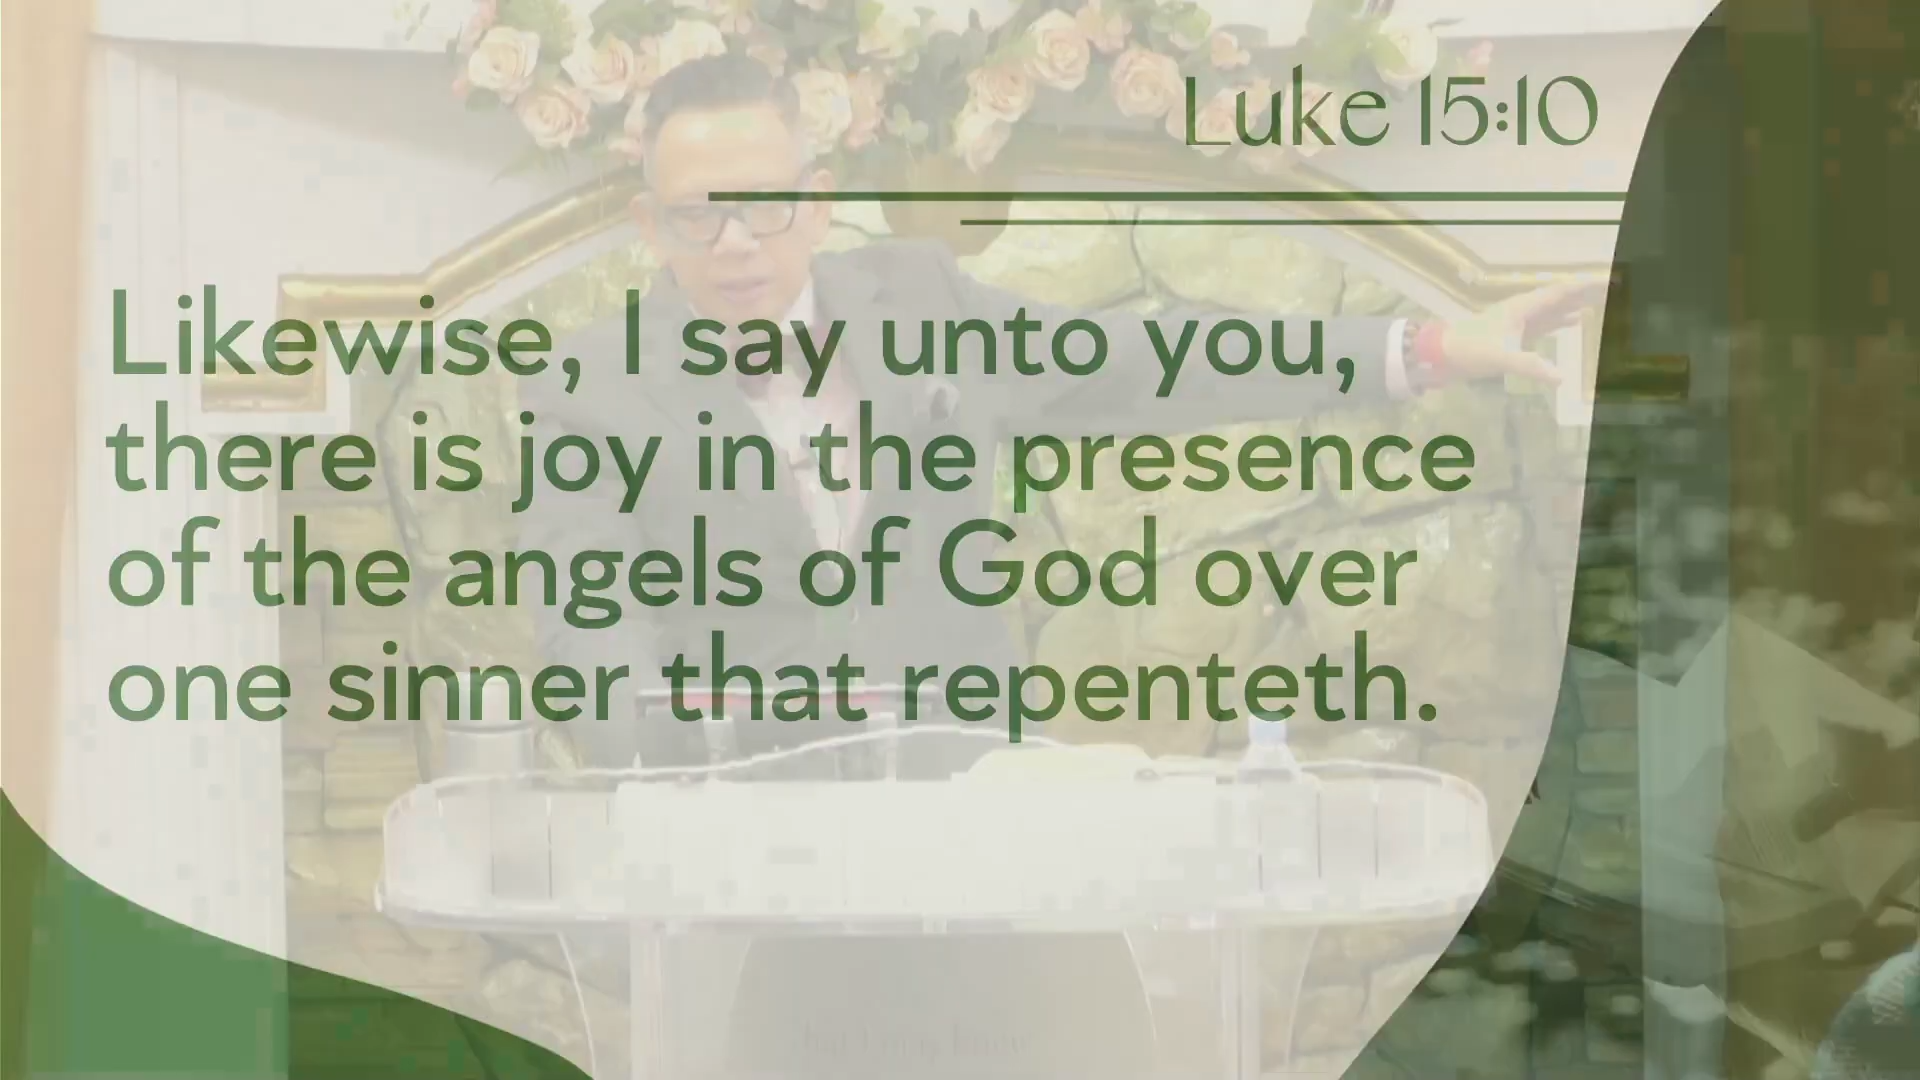 Luke 15:10
Likewise, I say unto you,
there is joy in the presence
of the angels of God over
one sinner that repenteth.